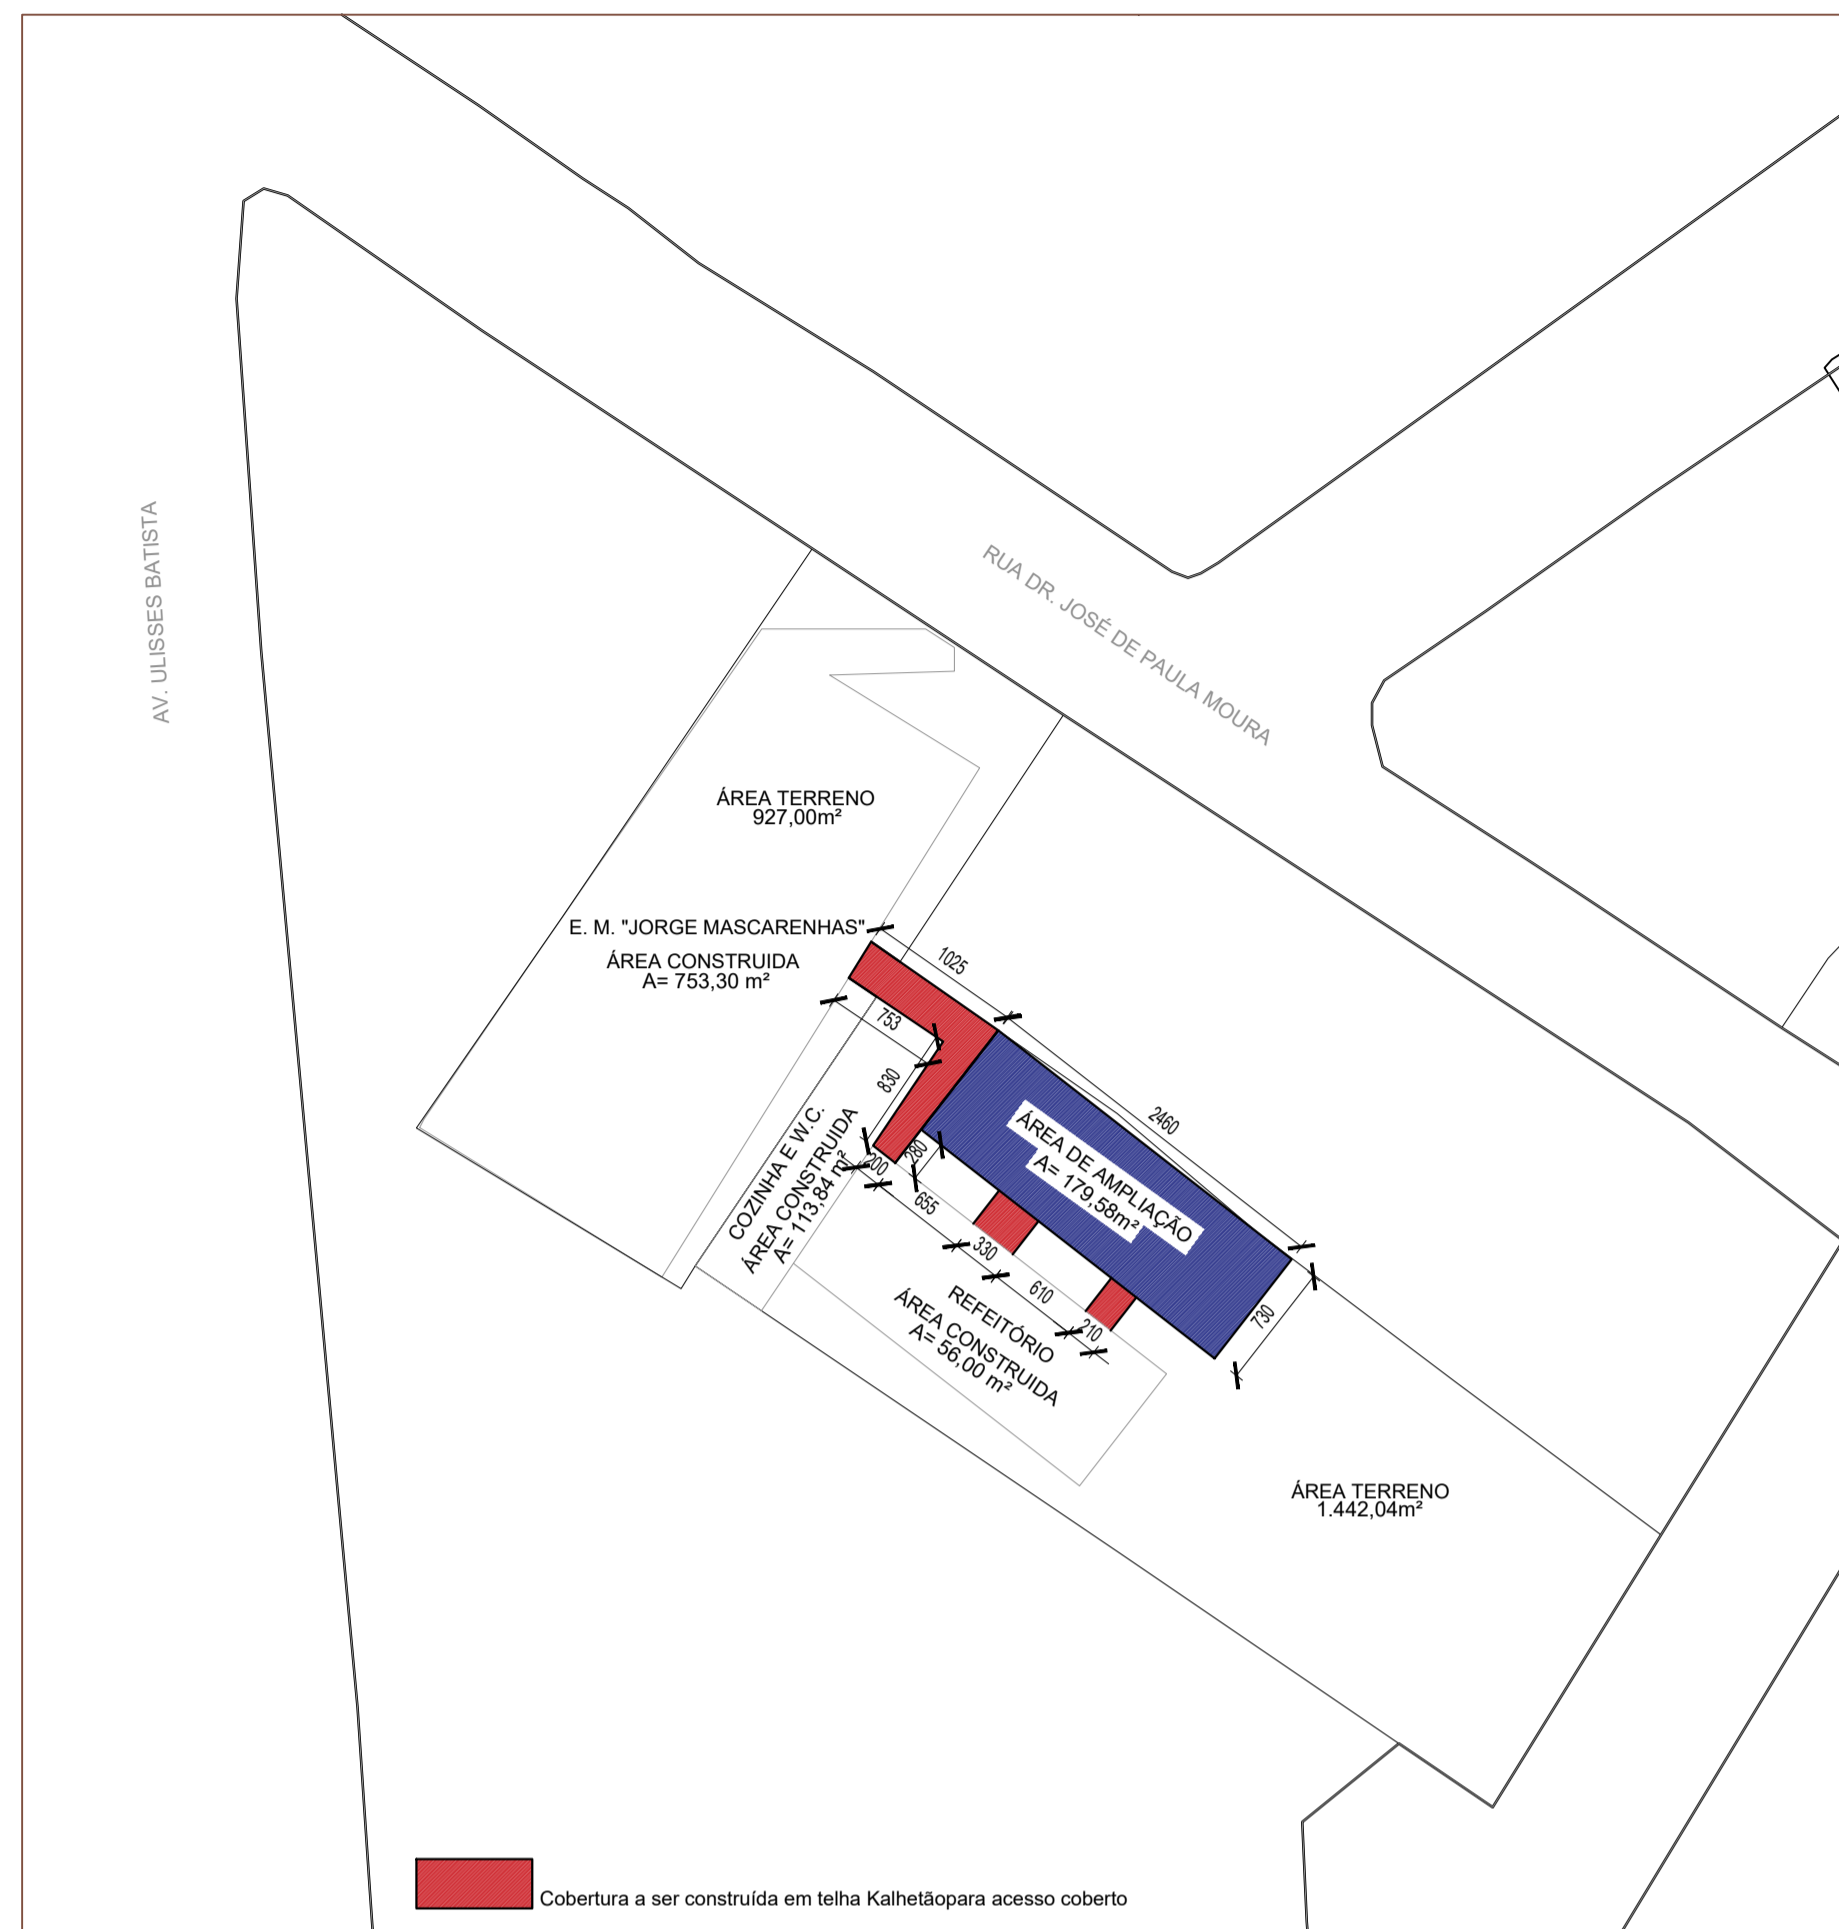 AV. ULISSES BATISTA
RUA DR. JOSÉ DE PAULA MOURA
ÁREA TERRENO
927,00m²
E. M. "JORGE MASCARENHAS"
ÁREA CONSTRUIDA
A= 753,30 m²
1025
753
830
2460
ÁREA DE AMPLIAÇÃO
A= 179,58m²
280
200
655
330
610
210
730
COZINHA E W.C.
ÁREA CONSTRUIDA
A= 113,84 m²
REFEITÓRIO
ÁREA CONSTRUIDA
A= 56,00 m²
ÁREA TERRENO
1.442,04m²
Cobertura a ser construída em telha Kalhetãopara acesso coberto